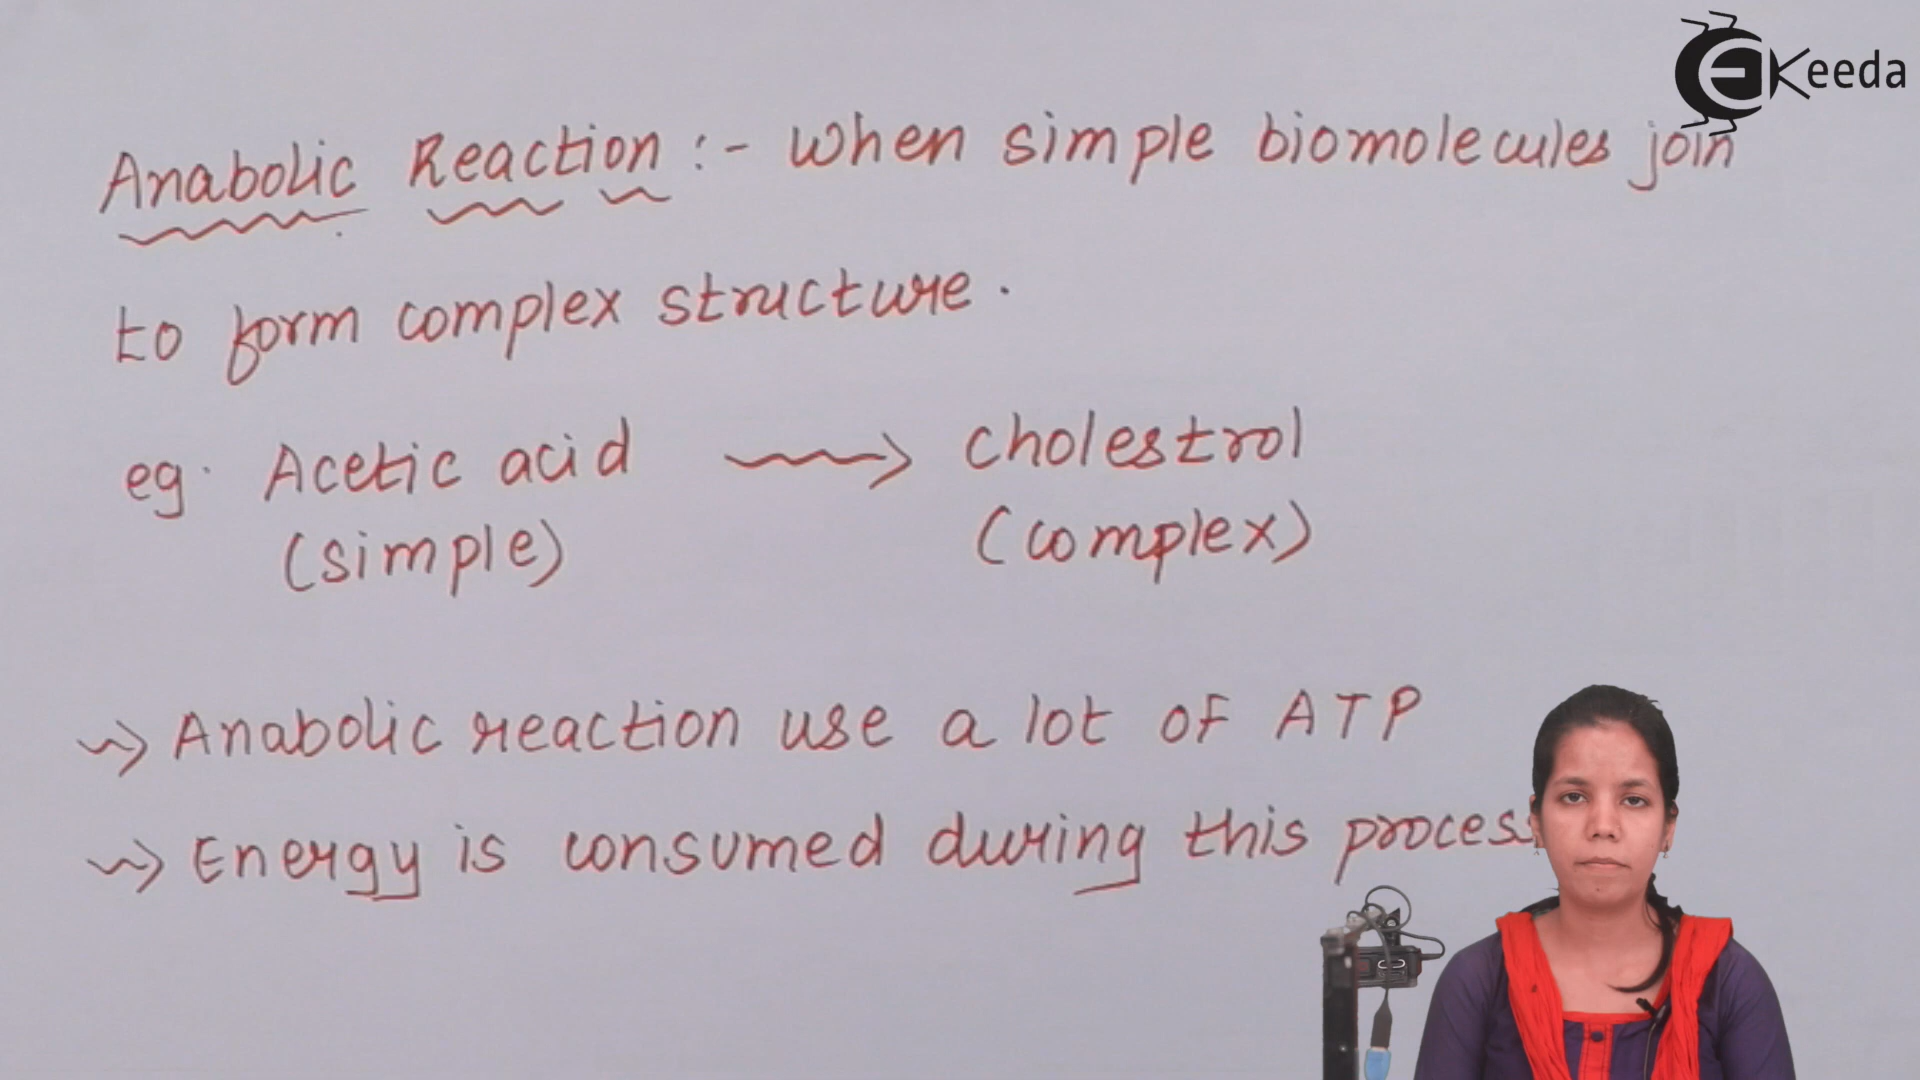 EKeeda
Anabolic Reaction :- When simple biomolecules join
to form complex structure.
eg. Acetic acid ⟿ Cholestrol
(simple) (complex)
⟿ Anabolic reaction use a lot of ATP
⟿ Energy is consumed during this process